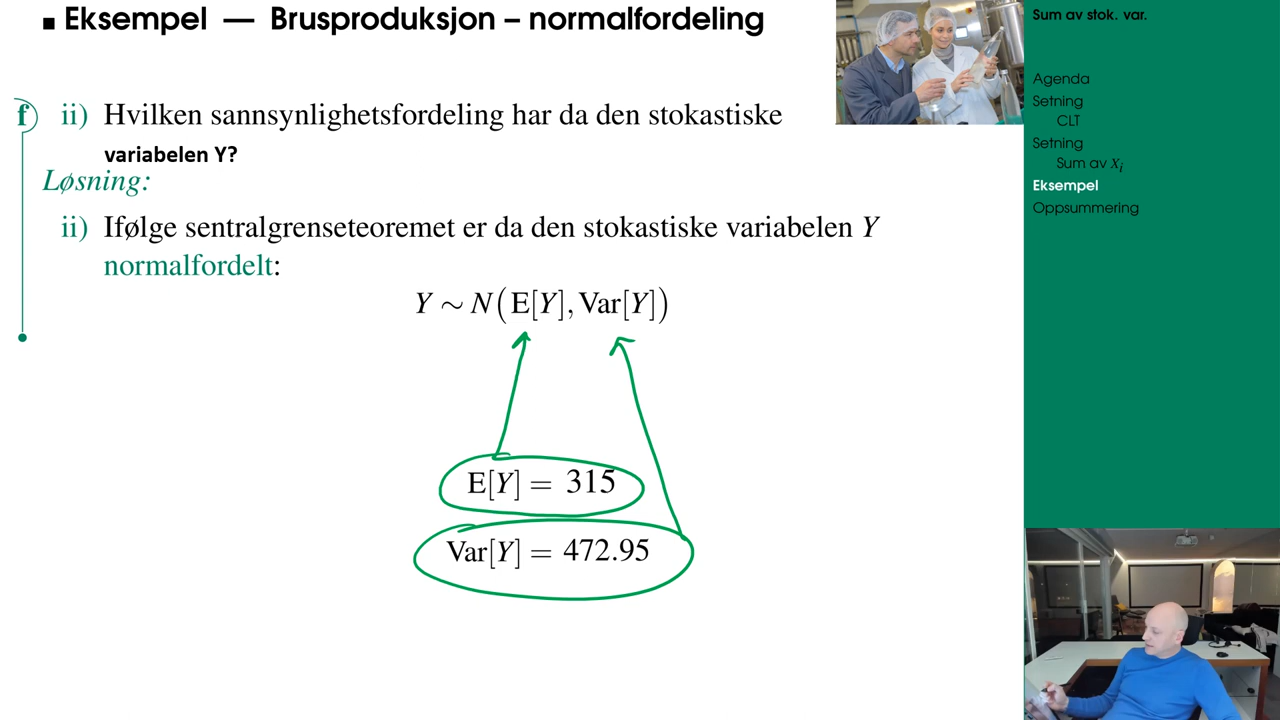 ▪ Eksempel — Brusproduksjon – normalfordeling
f ii) Hvilken sannsynlighetsfordeling har da den stokastiske
variabelen Y?
Løsning:
ii) Ifølge sentralgrenseteoremet er da den stokastiske variabelen Y
normalfordelt:
Y ∼ N(E[Y], Var[Y])
E[Y] = 315
Var[Y] = 472.95
Sum av stok. var.
Agenda
Setning
CLT
Setning
Sum av Xᵢ
Eksempel
Oppsummering